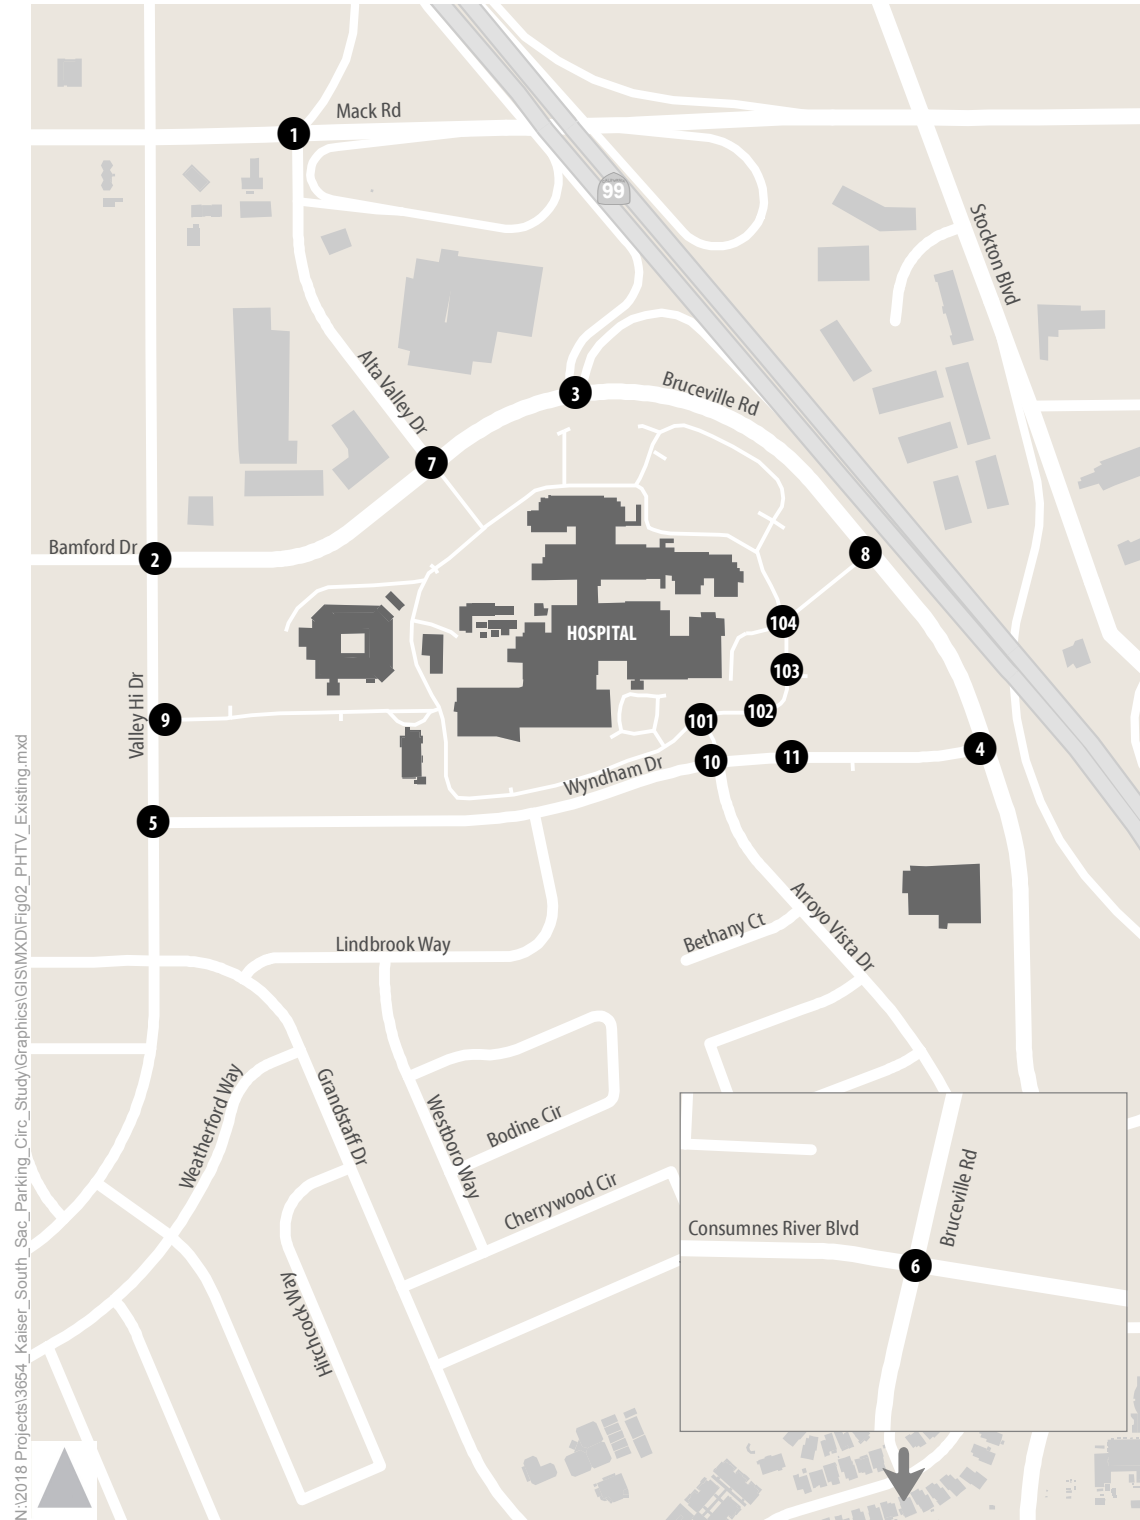 Mack Rd
1
99
Stockton Blvd
Alta Valley Dr
3
Bruceville Rd
7
Bamford Dr
2
8
104
HOSPITAL
103
Valley Hi Dr
9
101
102
10
11
4
Wyndham Dr
5
Arroyo Vista Dr
Bethany Ct
Lindbrook Way
Weatherford Way
Grandstaff Dr
Westboro Way
Bodine Cir
Cherrywood Cir
Hitchcock Way
Bruceville Rd
Consumnes River Blvd
6
N:\2018 Projects\3654_Kaiser_South_Sac_Parking_Circ_Study\Graphics\GIS\MXD\Fig02_PHTV_Existing.mxd